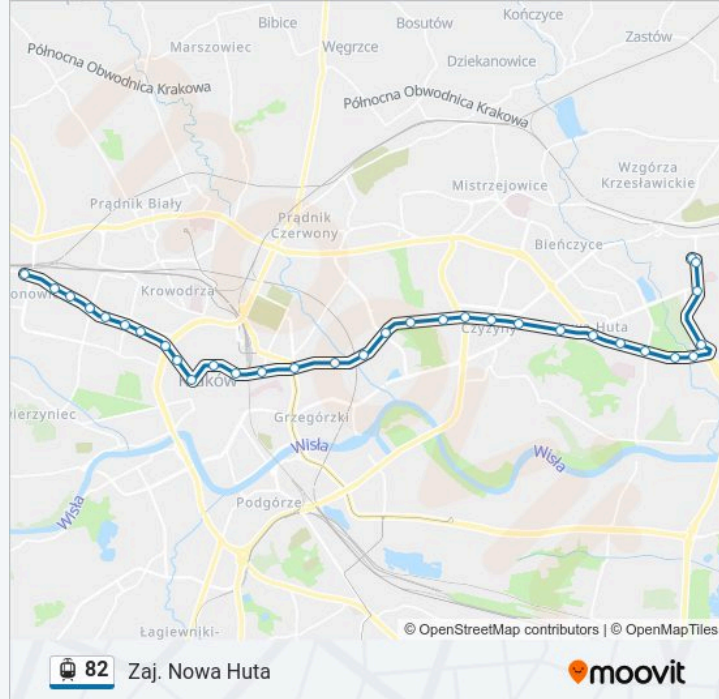 Bibice
Bosutów
Kończyce
Zastów
Marszowiec
Węgrzce
Dziekanowice
Północna Obwodnica Krakowa
Północna Obwodnica Krakowa
Wzgórza
Krzesławickie
Mistrzejowice
Prądnik Biały
Prądnik
Czerwony
Bieńczyce
onowi
Krowodrza
Czyżyny
a Huta
Kraków
wierzyniec
Grzegórzki
Wisła
Wisła
Wisła
Podgórze
Łagiewniki-
© OpenStreetMap contributors | © OpenMapTiles
82 Zaj. Nowa Huta
moovit